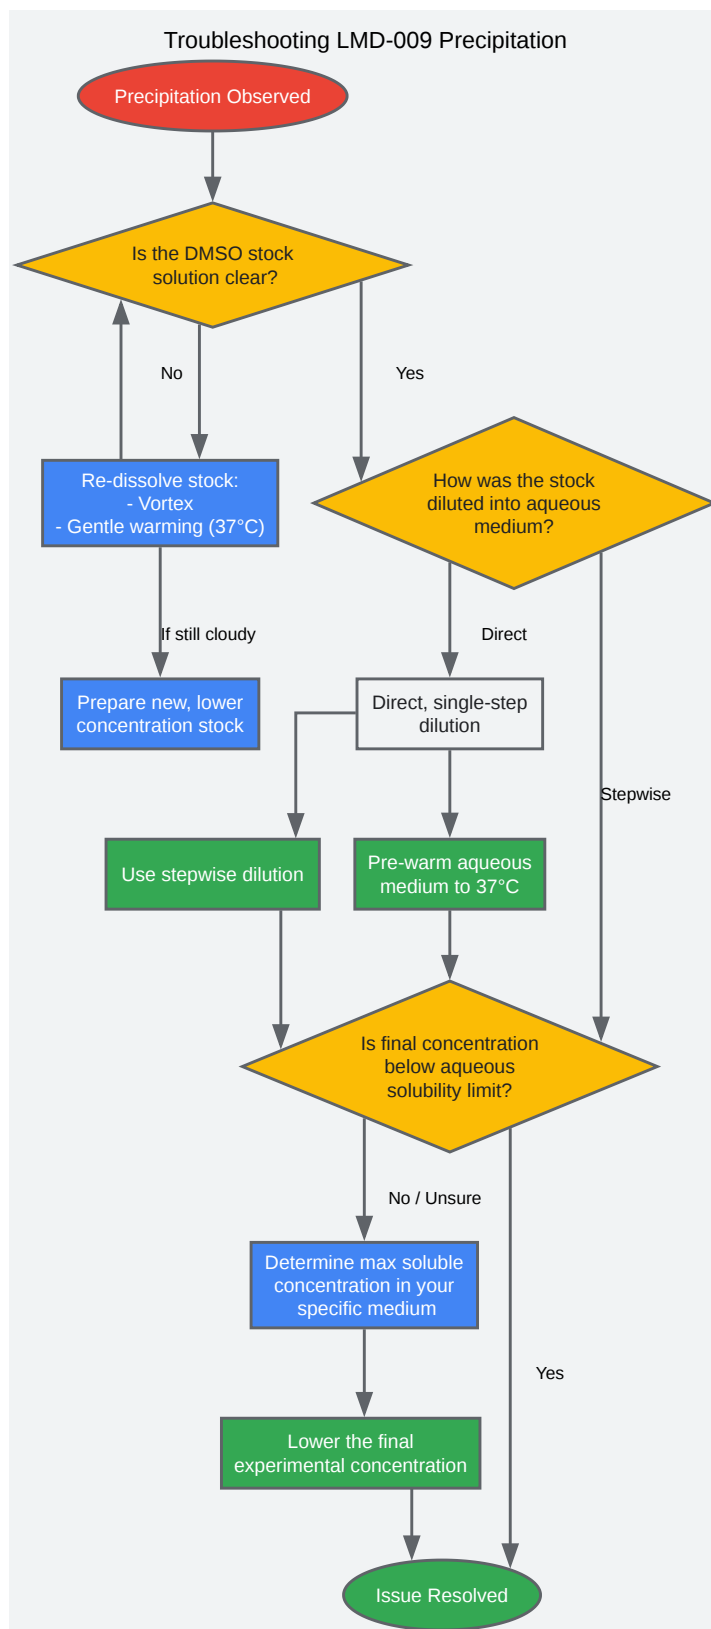 Troubleshooting LMD-009 Precipitation
Precipitation Observed
Is the DMSO stock
solution clear?
No
Yes
Re-dissolve stock:
- Vortex
- Gentle warming (37°C)
How was the stock
diluted into aqueous
medium?
If still cloudy
Direct
Prepare new, lower
concentration stock
Direct, single-step
dilution
Stepwise
Use stepwise dilution
Pre-warm aqueous
medium to 37°C
Is final concentration
below aqueous
solubility limit?
No / Unsure
Determine max soluble
concentration in your
specific medium
Yes
Lower the final
experimental concentration
Issue Resolved